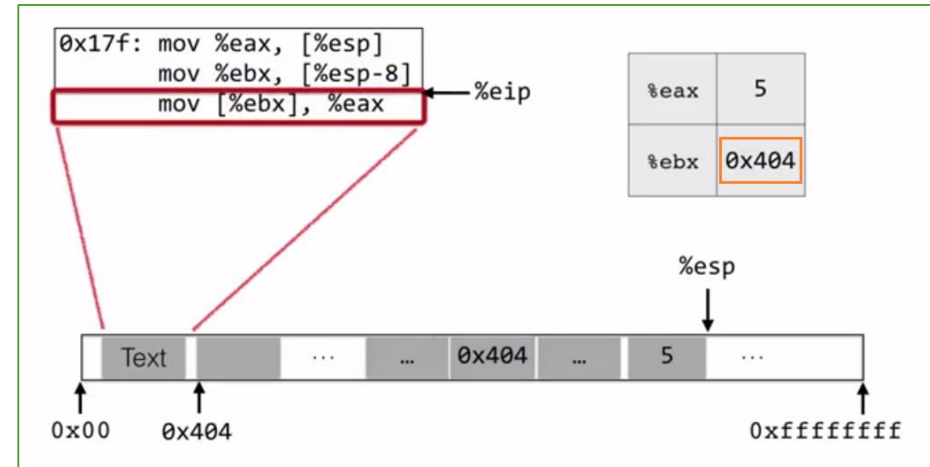 0x17f: mov %eax, [%esp]
mov %ebx, [%esp-8]
mov [%ebx], %eax
%eip
%eax 5
%ebx 0x404
%esp
Text ... ... 0x404 ... 5 ...
0x00 0x404 0xffffffff